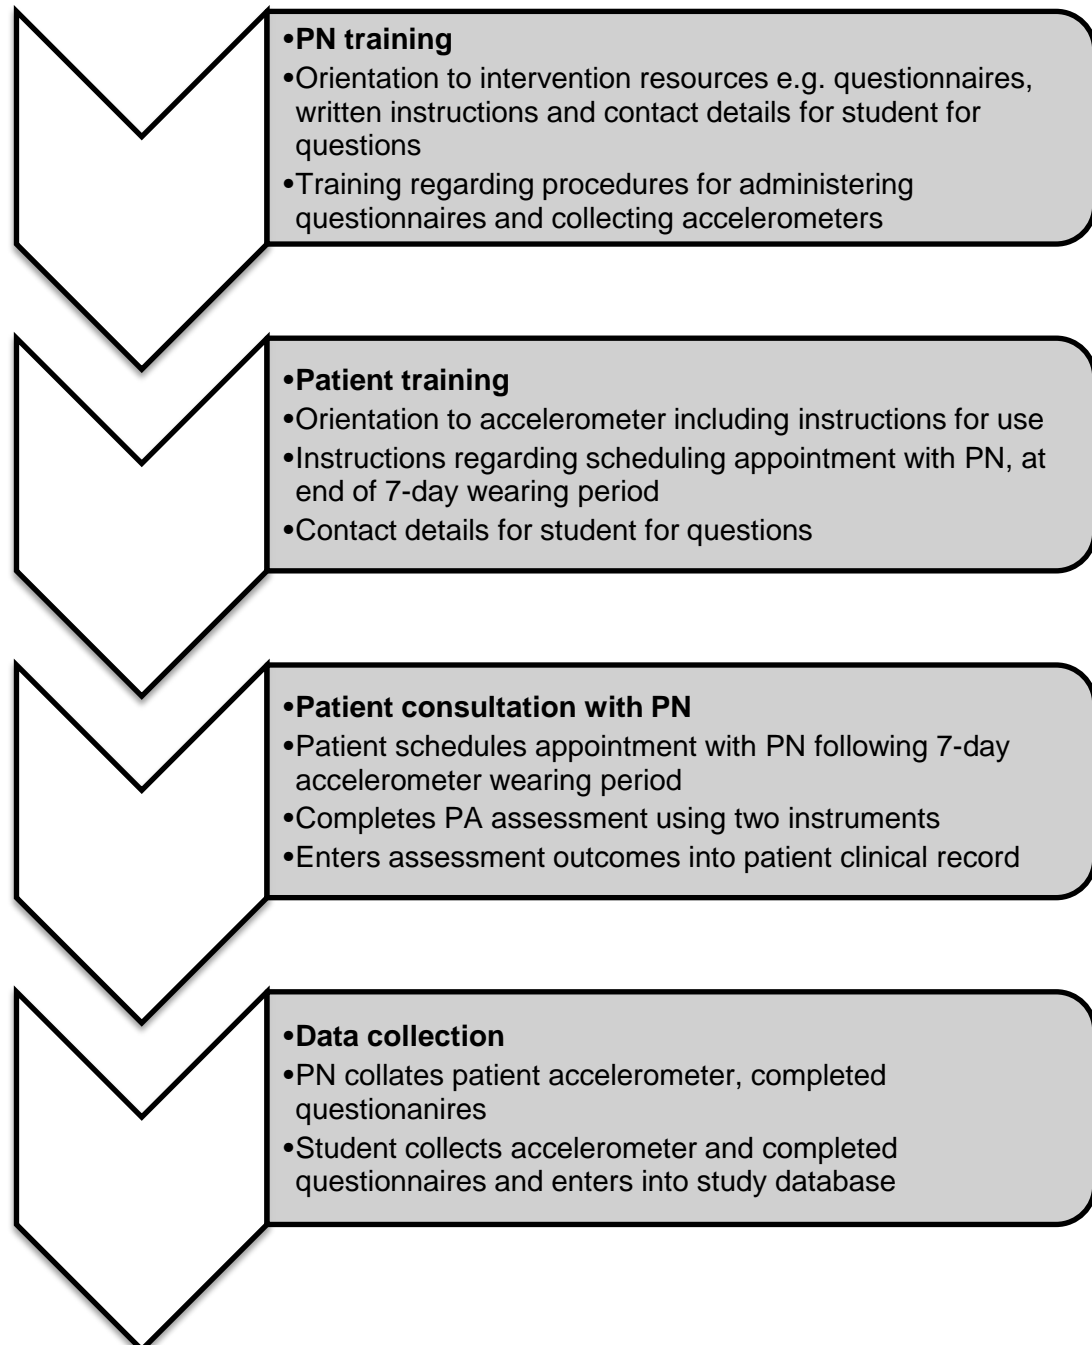 •PN training
•Orientation to intervention resources e.g. questionnaires,
written instructions and contact details for student for
questions
•Training regarding procedures for administering
questionnaires and collecting accelerometers
•Patient training
•Orientation to accelerometer including instructions for use
•Instructions regarding scheduling appointment with PN, at
end of 7-day wearing period
•Contact details for student for questions
•Patient consultation with PN
•Patient schedules appointment with PN following 7-day
accelerometer wearing period
•Completes PA assessment using two instruments
•Enters assessment outcomes into patient clinical record
•Data collection
•PN collates patient accelerometer, completed
questionanires
•Student collects accelerometer and completed
questionnaires and enters into study database